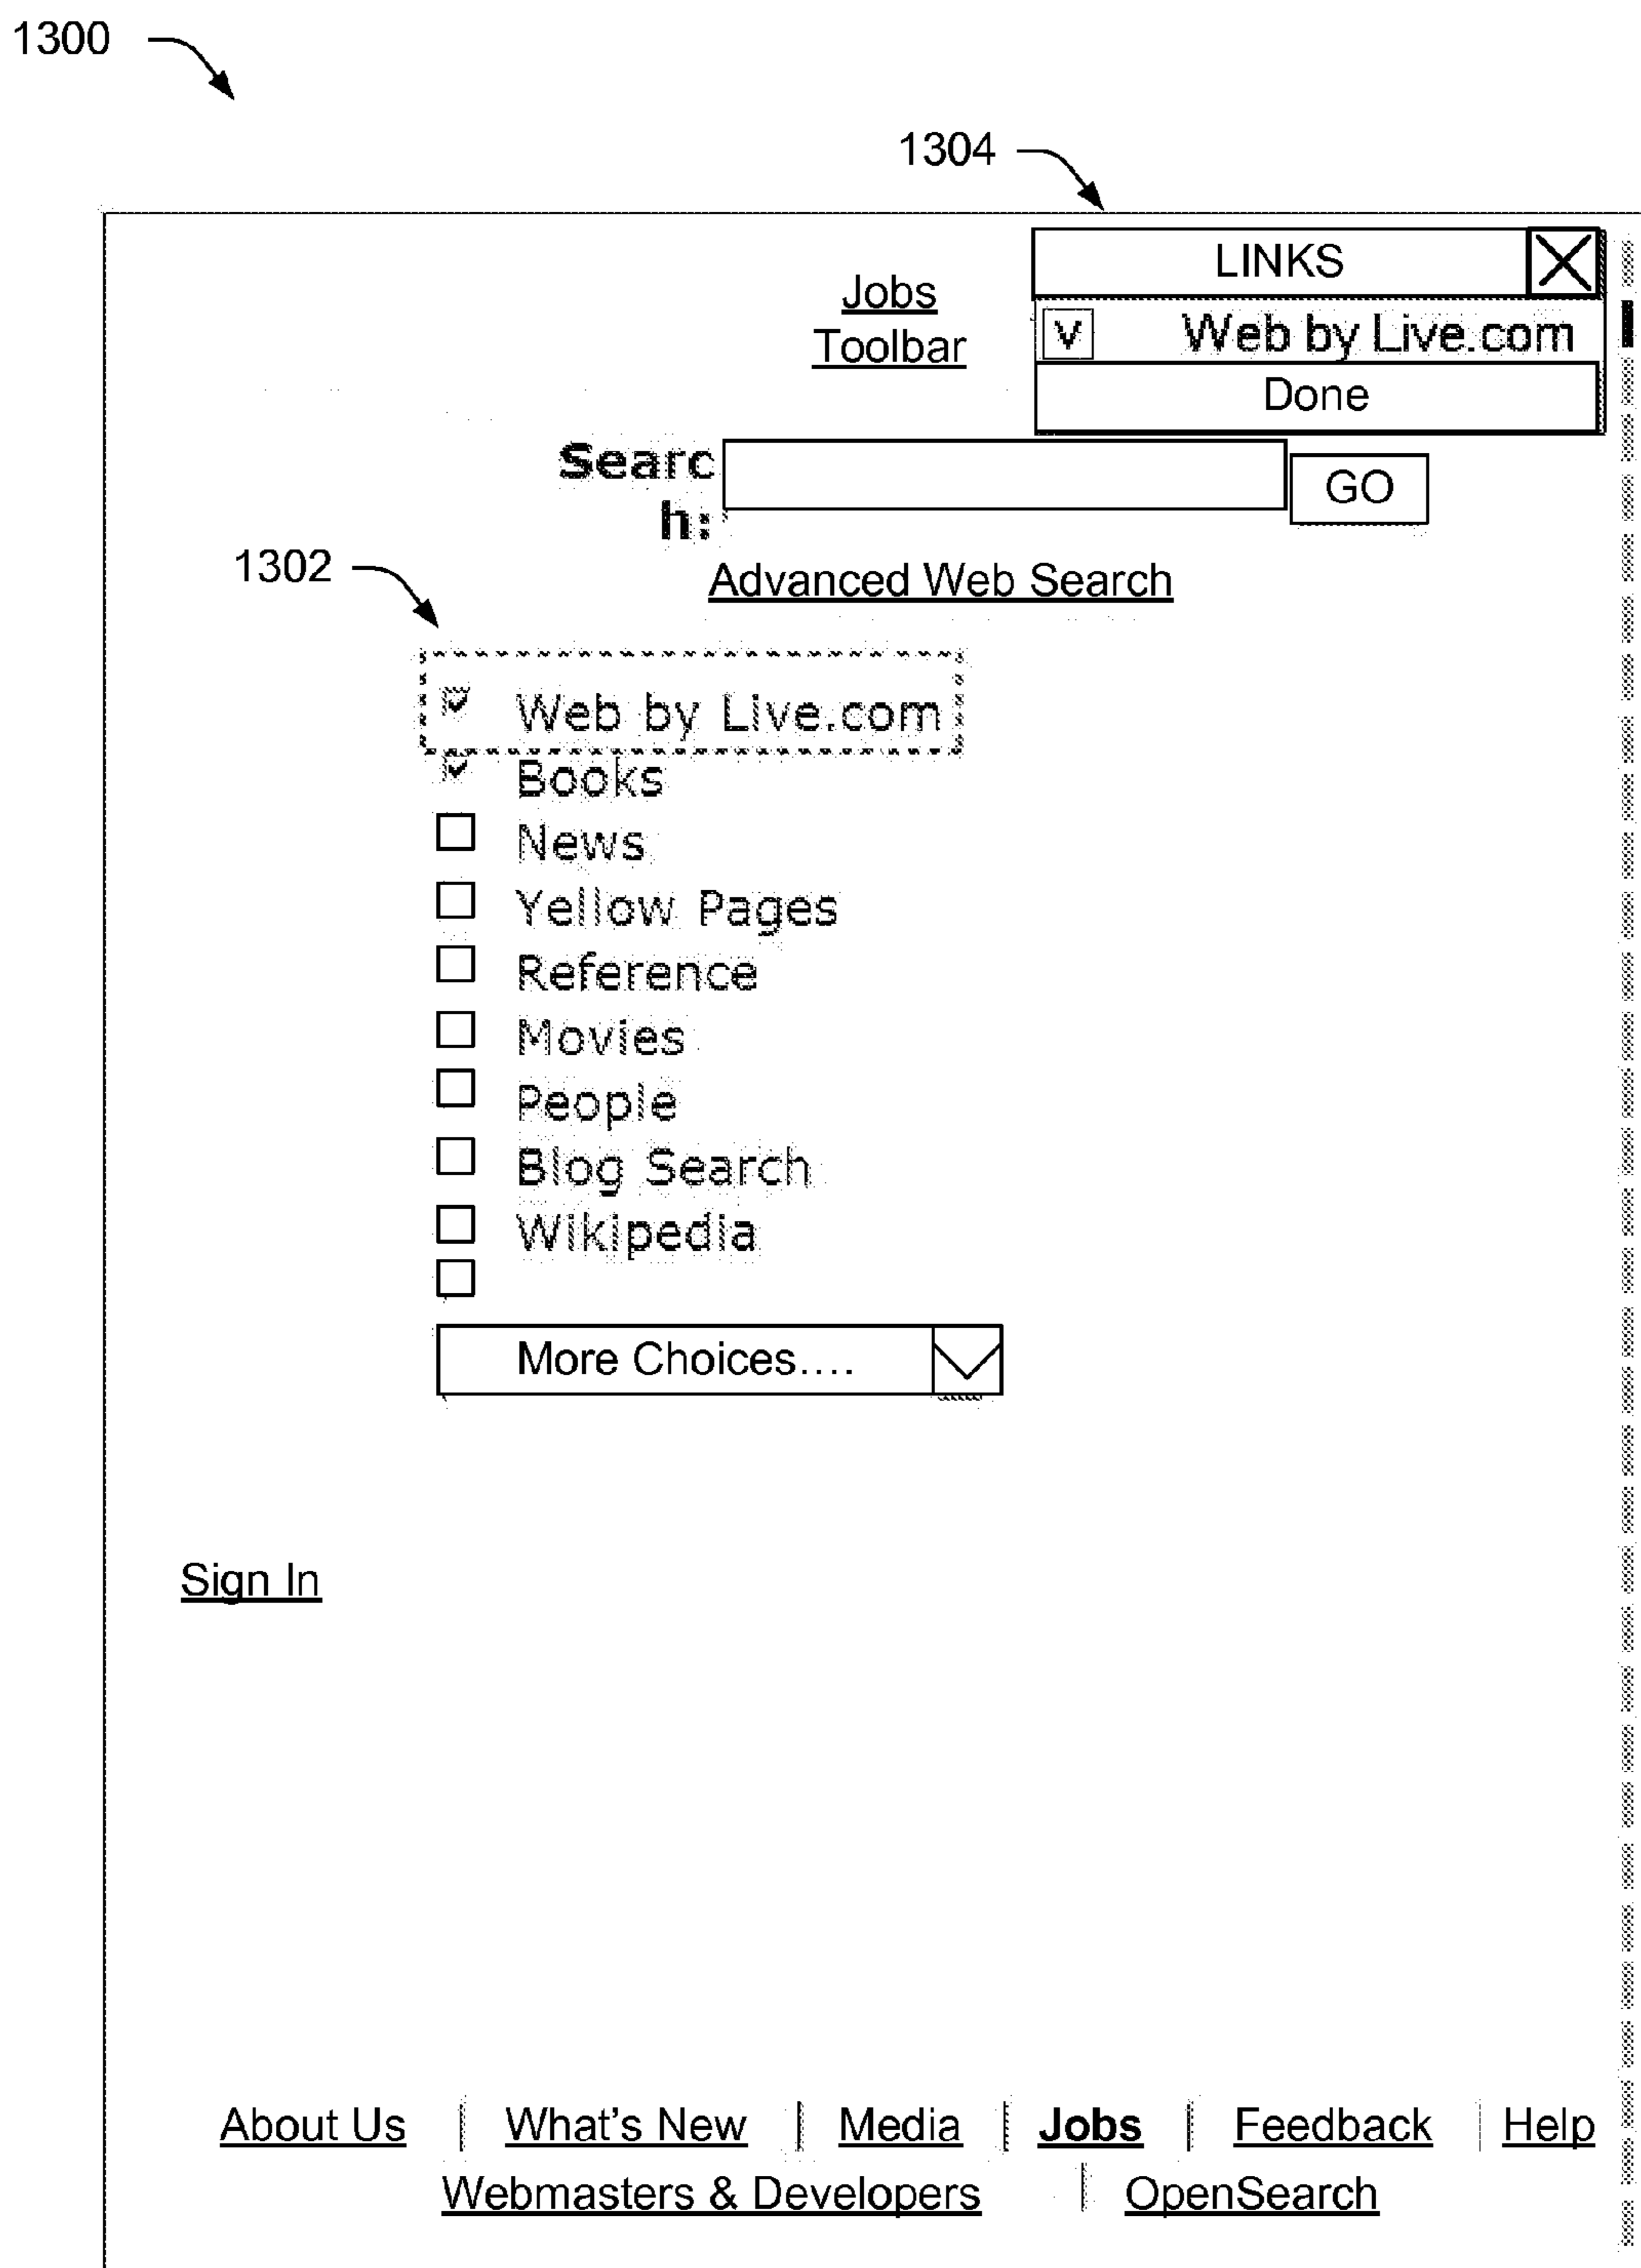 1300
1304
LINKS
Jobs
V Web by Live.com
Toolbar
Done
Searc
h:
GO
1302
Advanced Web Search
Web by Live.com
Books
News
Yellow Pages
Reference
Movies
People
Blog Search
Wikipedia
More Choices....
Sign In
About Us | What's New | Media | Jobs | Feedback | Help
Webmasters & Developers | OpenSearch